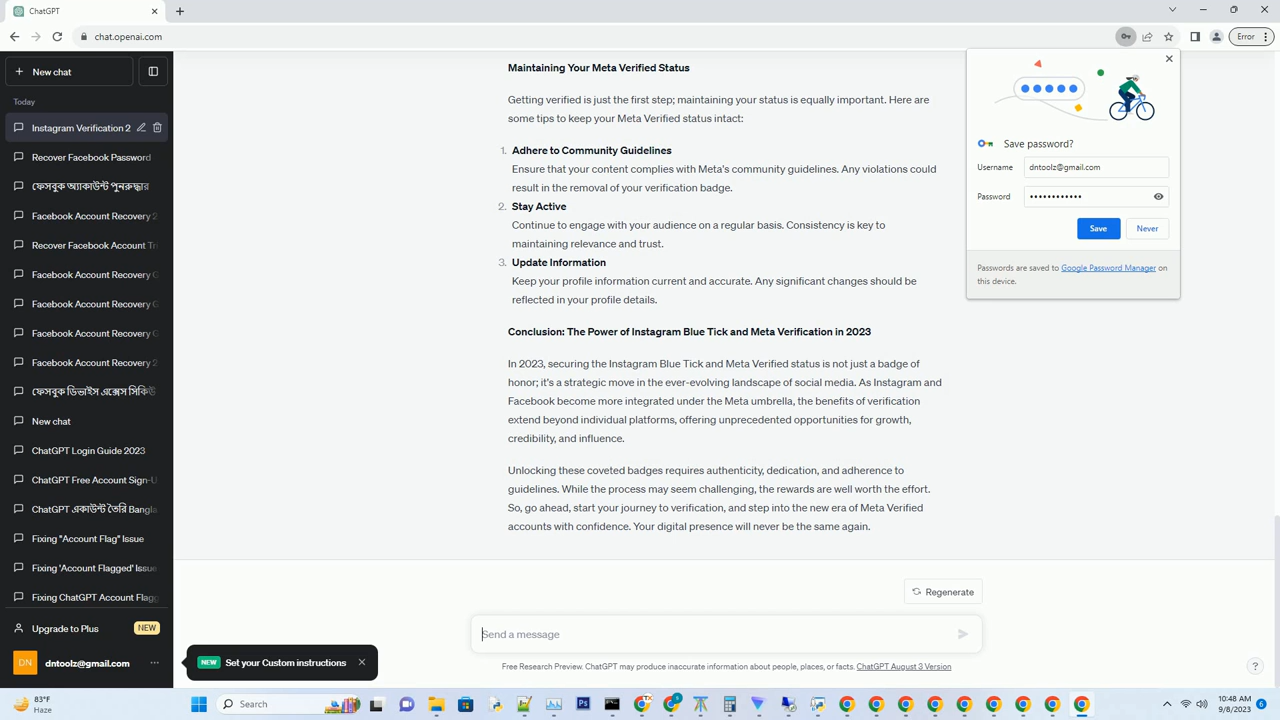 ChatGPT
chat.openai.com
Error
New chat
Today
Instagram Verification 2
Recover Facebook Password
ফেসবুক অ্যাকাউন্ট পুনরুদ্ধার
Facebook Account Recovery 2
Recover Facebook Account Tr
Facebook Account Recovery G
Facebook Account Recovery G
Facebook Account Recovery G
Facebook Account Recovery 2
ফেসবুক ডিভাইস এক্সেস সিকিউ
New chat
ChatGPT Login Guide 2023
ChatGPT Free Account Sign-U
ChatGPT একাউন্ট তৈরি Bangla
Fixing "Account Flag" Issue
Fixing 'Account Flagged' Issue
Fixing ChatGPT Account Flagg
Upgrade to Plus
NEW
DN
dntoolz@gmail.com
NEW
Set your Custom instructions
Maintaining Your Meta Verified Status
Getting verified is just the first step; maintaining your status is equally important. Here are
some tips to keep your Meta Verified status intact:
1. Adhere to Community Guidelines
Ensure that your content complies with Meta's community guidelines. Any violations could
result in the removal of your verification badge.
2. Stay Active
Continue to engage with your audience on a regular basis. Consistency is key to
maintaining relevance and trust.
3. Update Information
Keep your profile information current and accurate. Any significant changes should be
reflected in your profile details.
Conclusion: The Power of Instagram Blue Tick and Meta Verification in 2023
In 2023, securing the Instagram Blue Tick and Meta Verified status is not just a badge of
honor; it's a strategic move in the ever-evolving landscape of social media. As Instagram and
Facebook become more integrated under the Meta umbrella, the benefits of verification
extend beyond individual platforms, offering unprecedented opportunities for growth,
credibility, and influence.
Unlocking these coveted badges requires authenticity, dedication, and adherence to
guidelines. While the process may seem challenging, the rewards are well worth the effort.
So, go ahead, start your journey to verification, and step into the new era of Meta Verified
accounts with confidence. Your digital presence will never be the same again.
Regenerate
Send a message
Free Research Preview. ChatGPT may produce inaccurate information about people, places, or facts. ChatGPT August 3 Version
?
Save password?
Username
dntoolz@gmail.com
Password
••••••••••••
Save
Never
Passwords are saved to Google Password Manager on
this device.
83°F
Haze
Search
10:48 AM
9/8/2023
6